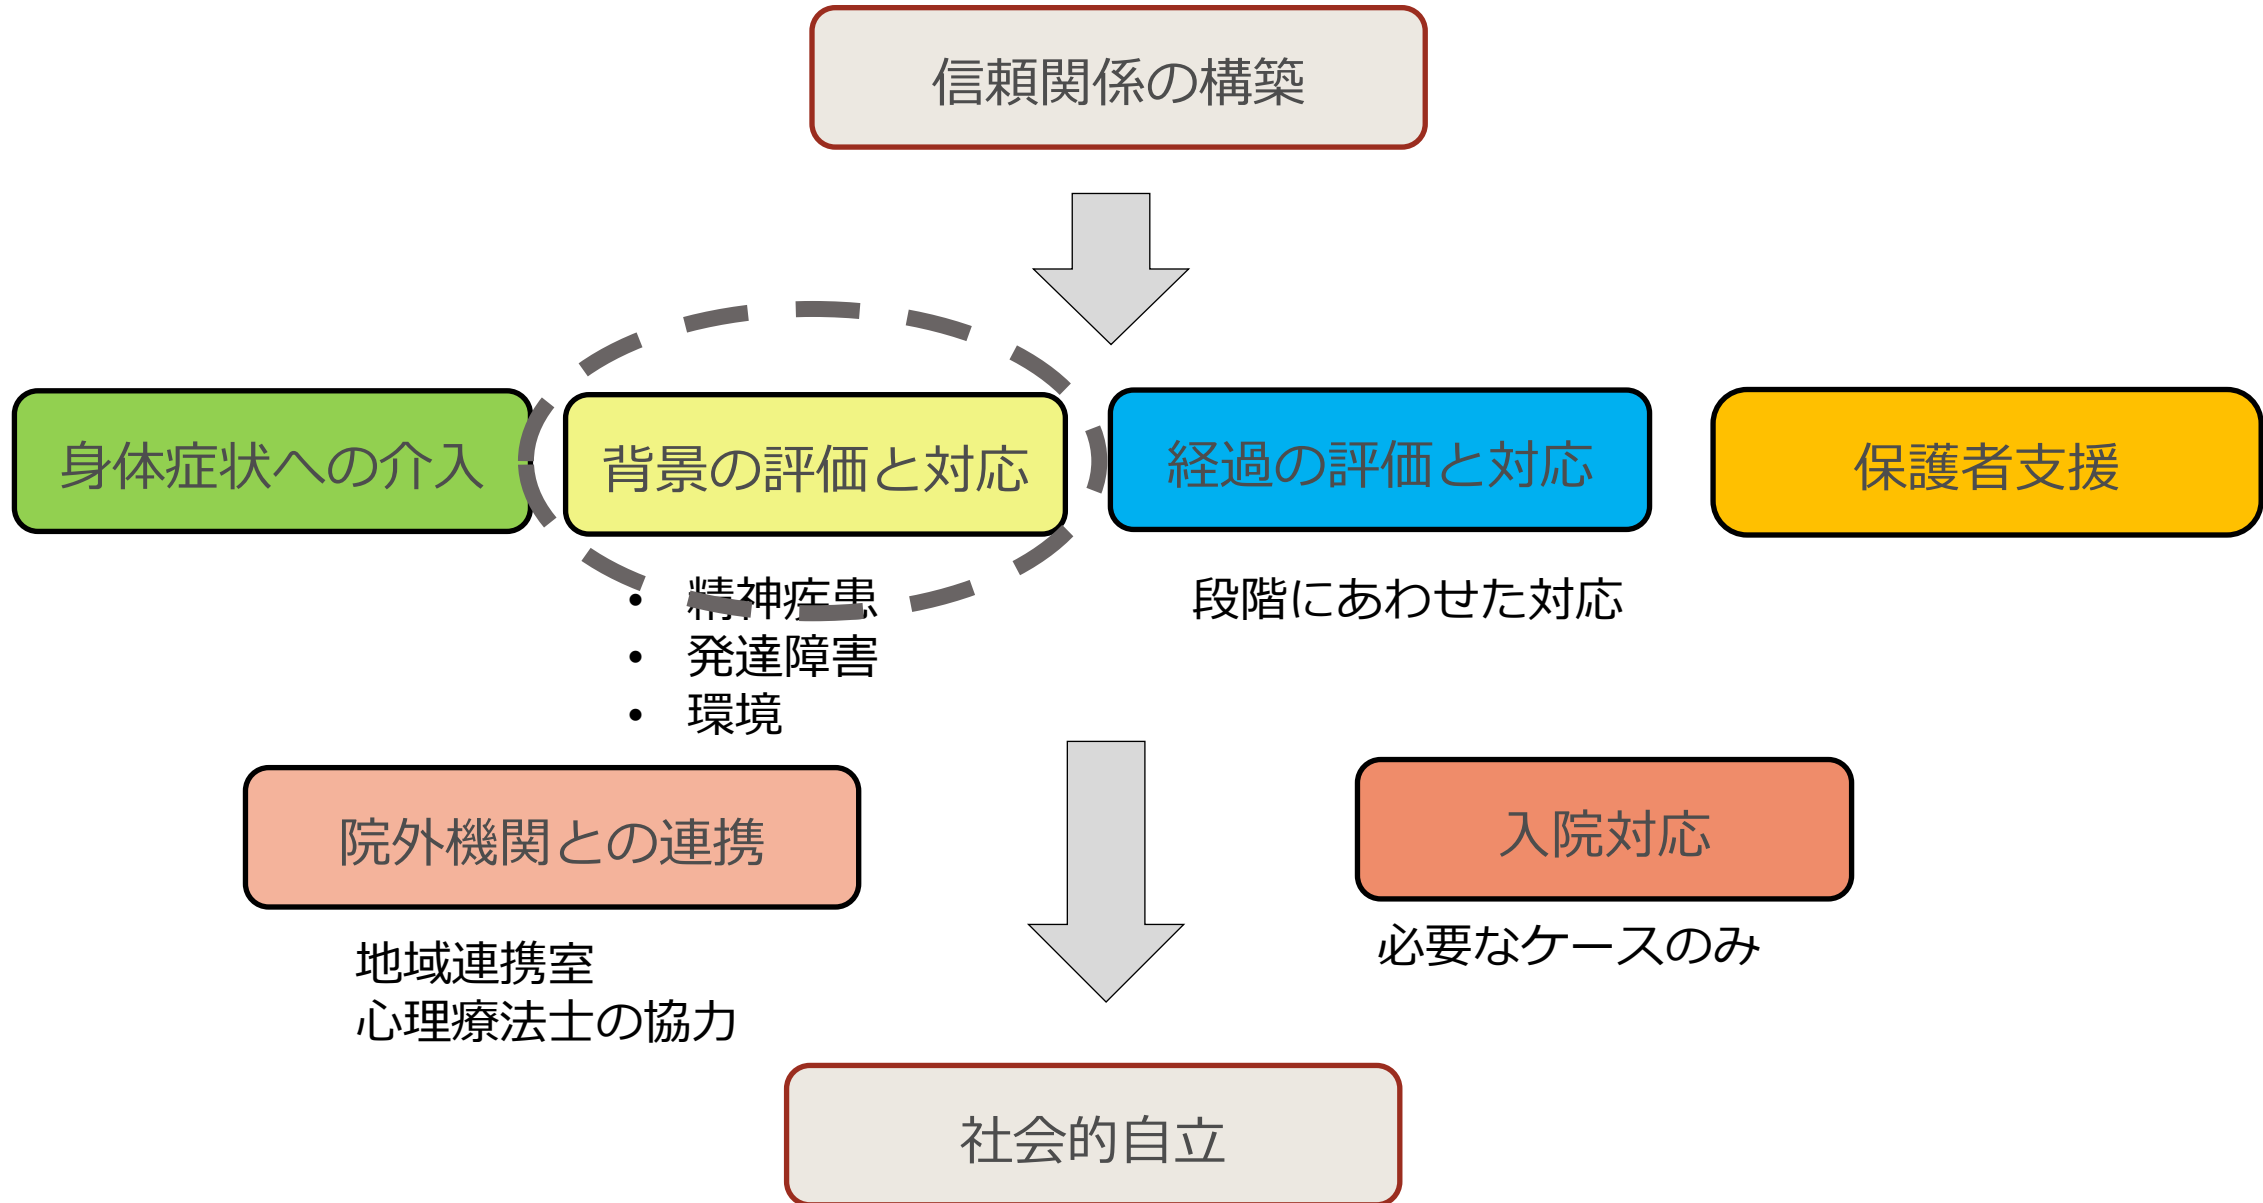 信頼関係の構築
身体症状への介入
背景の評価と対応
経過の評価と対応
保護者支援
• 精神疾患
• 発達障害
• 環境
段階にあわせた対応
院外機関との連携
地域連携室
心理療法士の協力
入院対応
必要なケースのみ
社会的自立